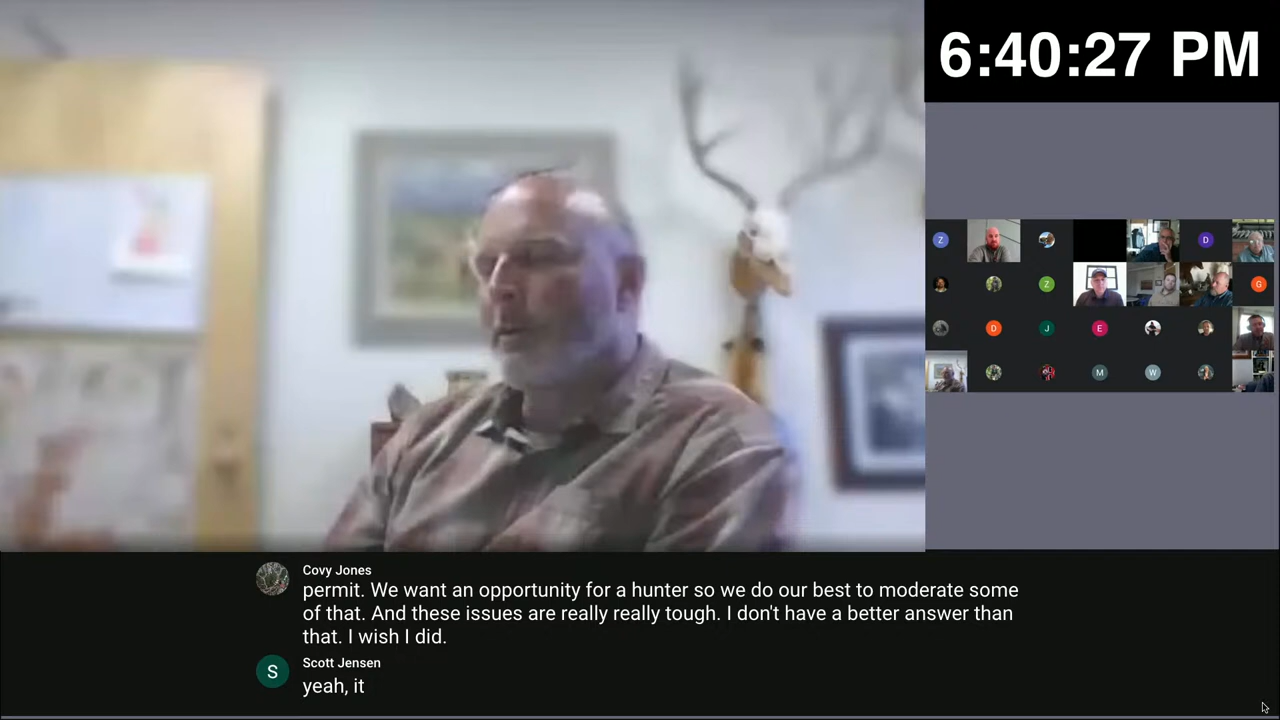 6:40:27 PM
Z
D
Z
G
D
J
E
M
W
Covy Jones
permit. We want an opportunity for a hunter so we do our best to moderate some
of that. And these issues are really really tough. I don't have a better answer than
that. I wish I did.
S
Scott Jensen
yeah, it